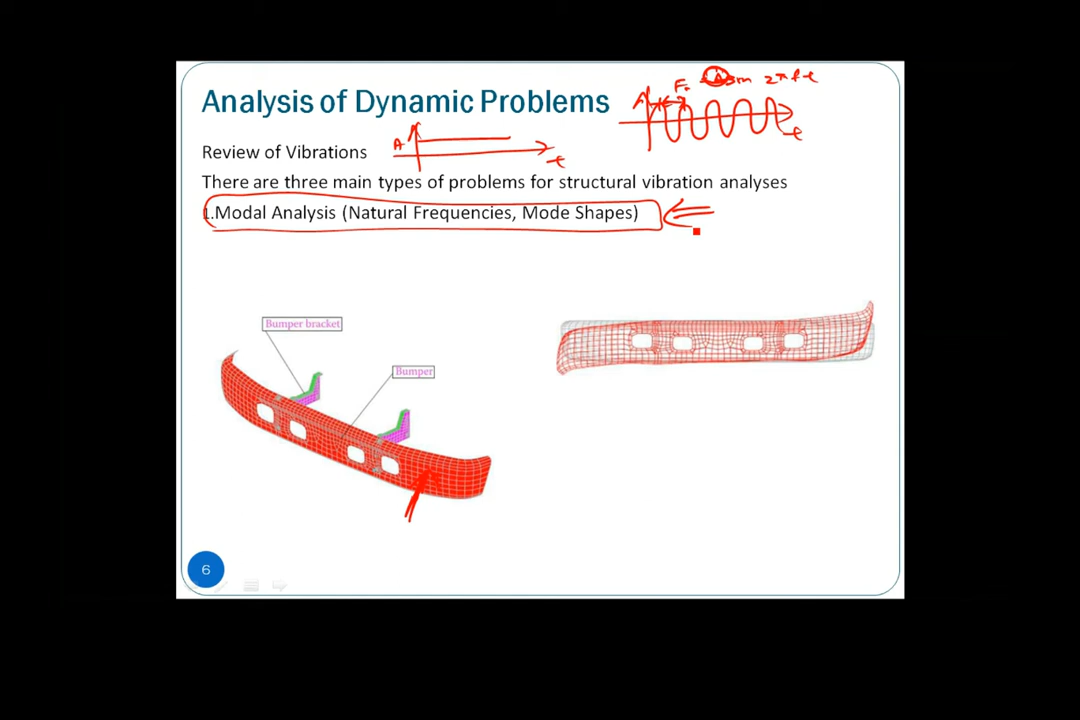 Analysis of Dynamic Problems
Review of Vibrations
A
t
t
There are three main types of problems for structural vibration analyses
1.Modal Analysis (Natural Frequencies, Mode Shapes)
Bumper bracket
Bumper
6